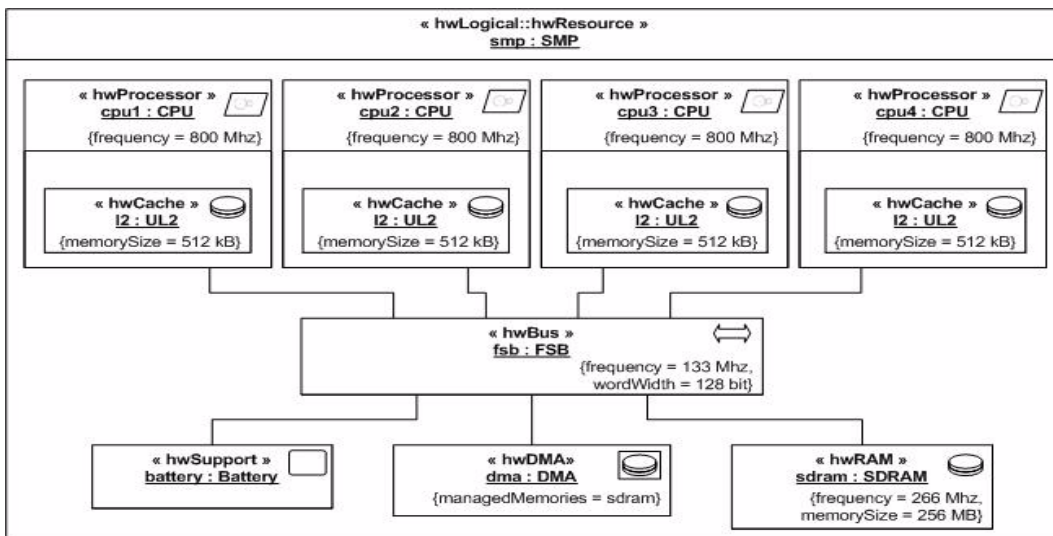 « hwLogical::hwResource »
smp : SMP
« hwProcessor »
cpu1 : CPU
{frequency = 800 Mhz}
« hwCache »
l2 : UL2
{memorySize = 512 kB}
« hwProcessor »
cpu2 : CPU
{frequency = 800 Mhz}
« hwCache »
l2 : UL2
{memorySize = 512 kB}
« hwProcessor »
cpu3 : CPU
{frequency = 800 Mhz}
« hwCache »
l2 : UL2
{memorySize = 512 kB}
« hwProcessor »
cpu4 : CPU
{frequency = 800 Mhz}
« hwCache »
l2 : UL2
{memorySize = 512 kB}
« hwBus »
fsb : FSB
{frequency = 133 Mhz,
wordWidth = 128 bit}
« hwSupport »
battery : Battery
« hwDMA»
dma : DMA
{managedMemories = sdram}
« hwRAM »
sdram : SDRAM
{frequency = 266 Mhz,
memorySize = 256 MB}